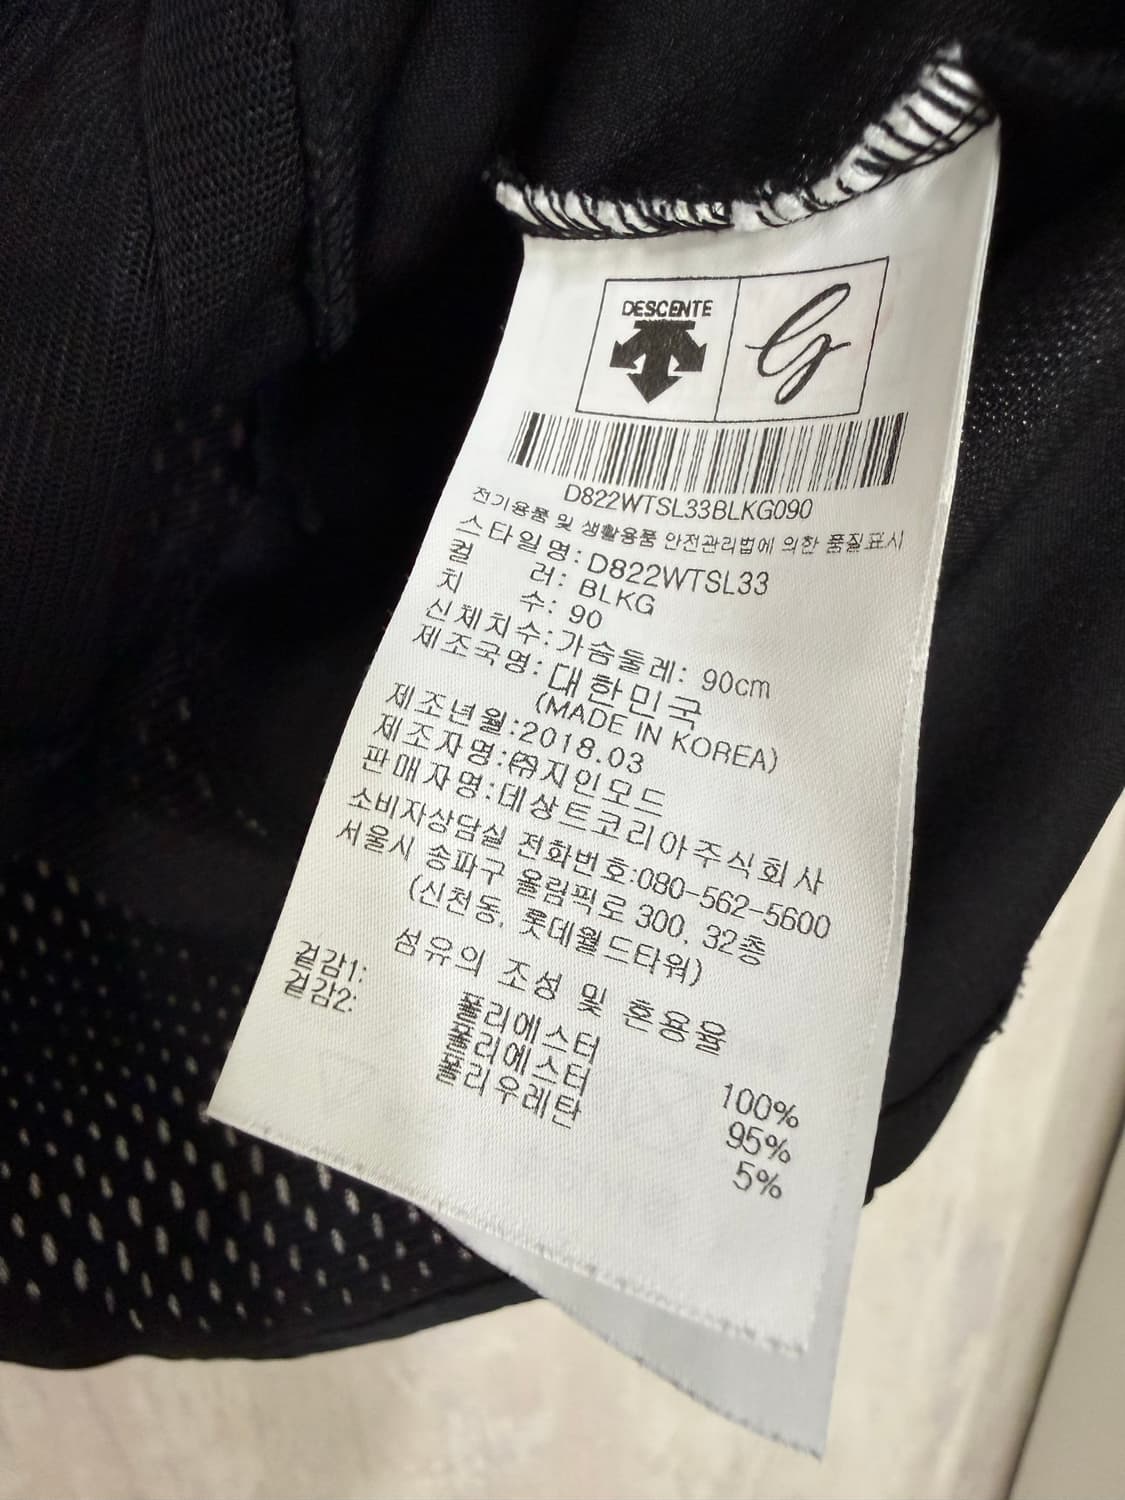 DESCENTE
G
D822WTSL33BLKG090
전기용품 및 생활용품 안전관리법에 의한 품질표시
스타일명: D822WTSL33
컬 러: BLKG
치 수: 90
신체치수: 가슴둘레: 90cm
제조국명: 대한민국
(MADE IN KOREA)
제조년월: 2018.03
제조자명: ㈜지인모드
판매자명: 데상트코리아주식회사
소비자상담실 전화번호: 080-562-5600
서울시 송파구 올림픽로 300, 32층
(신천동, 롯데월드타워)
섬유의 조성 및 혼용율
겉감1: 폴리에스터 100%
겉감2: 폴리에스터 95%
폴리우레탄 5%